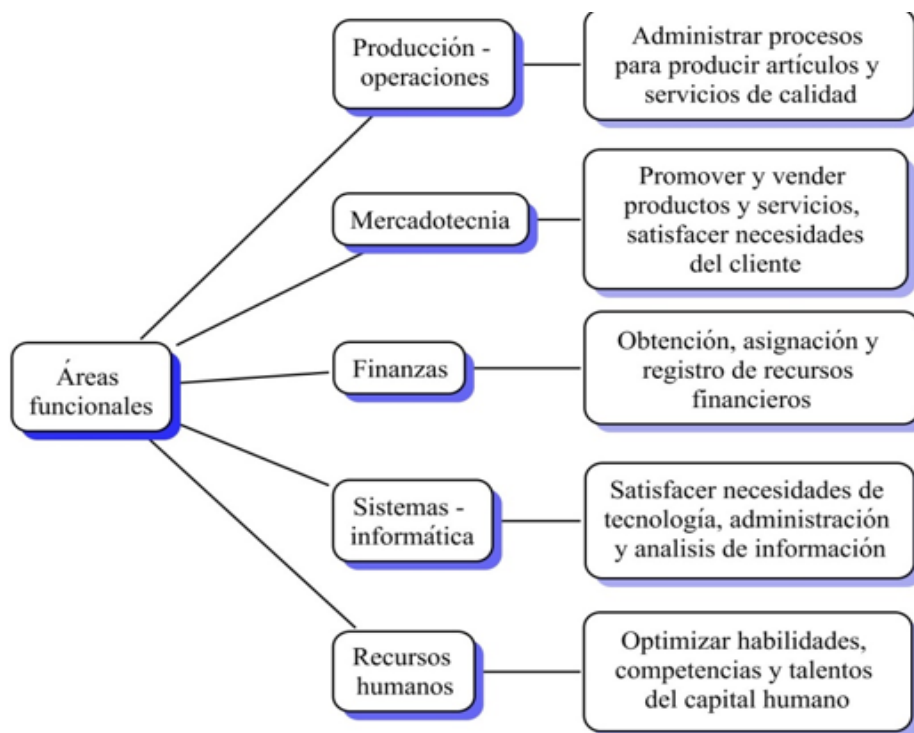 Producción -
operaciones
Administrar procesos
para producir artículos y
servicios de calidad
Mercadotecnia
Promover y vender
productos y servicios,
satisfacer necesidades
del cliente
Áreas
funcionales
Finanzas
Obtención, asignación y
registro de recursos
financieros
Sistemas -
informática
Satisfacer necesidades de
tecnología, administración
y analisis de información
Recursos
humanos
Optimizar habilidades,
competencias y talentos
del capital humano